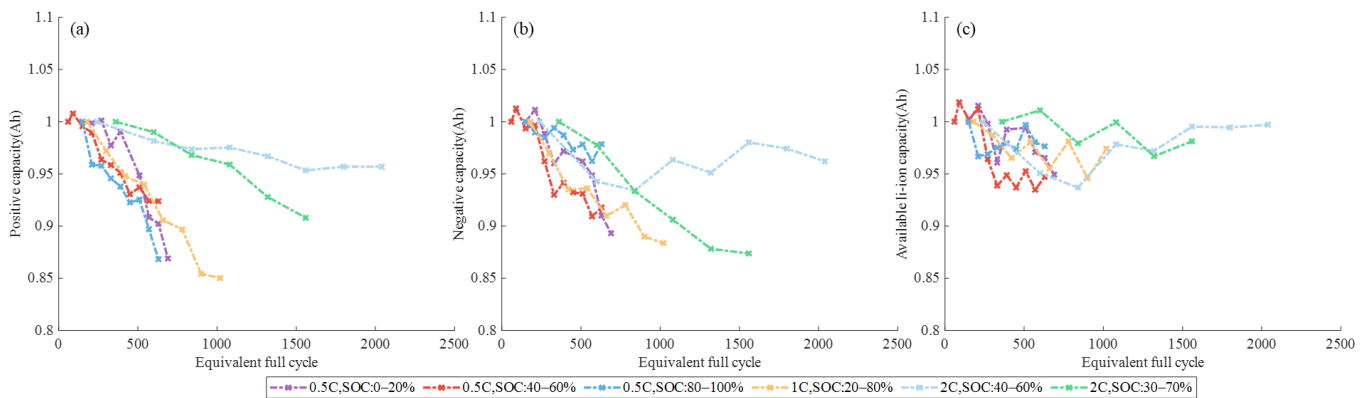 (a)
1.1
1.05
1
0.95
0.9
0.85
0.8
Positive capacity(Ah)
0 500 1000 1500 2000 2500
Equivalent full cycle
(b)
1.1
1.05
1
0.95
0.9
0.85
0.8
Negative capacity(Ah)
0 500 1000 1500 2000 2500
Equivalent full cycle
(c)
1.1
1.05
1
0.95
0.9
0.85
0.8
Available li-ion capacity(Ah)
0 500 1000 1500 2000 2500
Equivalent full cycle
0.5C,SOC:0–20% 0.5C,SOC:40–60% 0.5C,SOC:80–100% 1C,SOC:20–80% 2C,SOC:40–60% 2C,SOC:30–70%